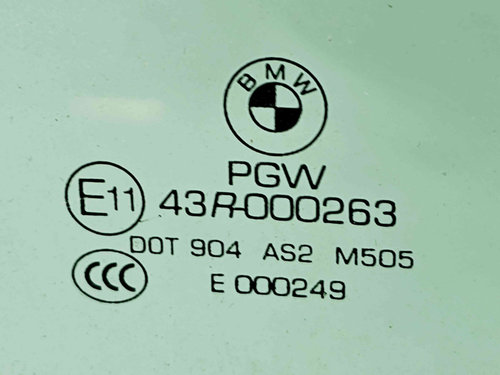 BMW
PGW
E11 43R-000263
DOT 904 AS2 M505
CCC E 000249